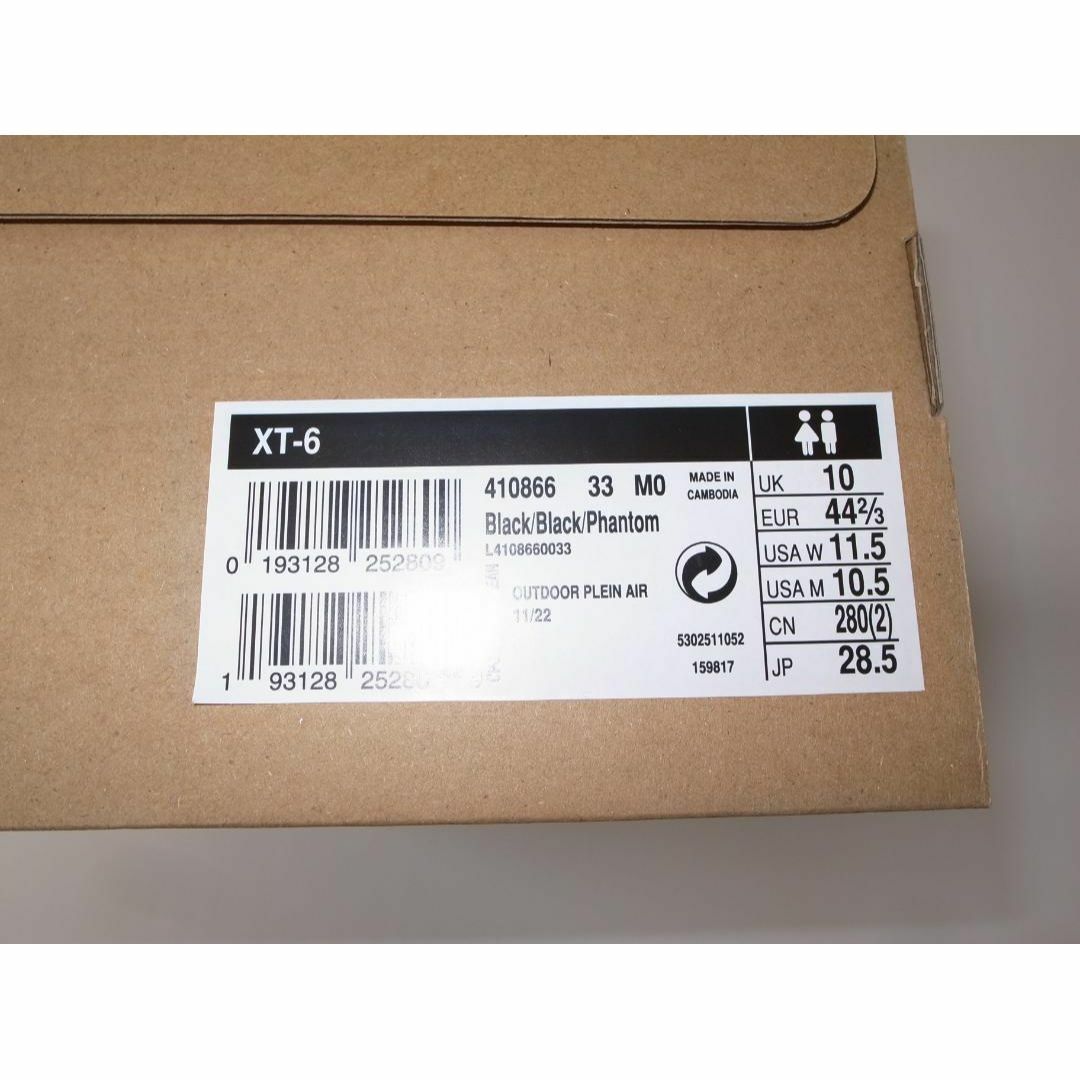 XT-6
410866 33 M0
MADE IN
CAMBODIA
Black/Black/Phantom
L4108660033
0 193128 252809
EAN
OUTDOOR PLEIN AIR
11/22
1 93128
5302511052
159817
UK 10
EUR 44⅔
USA W 11.5
USA M 10.5
CN 280(2)
JP 28.5